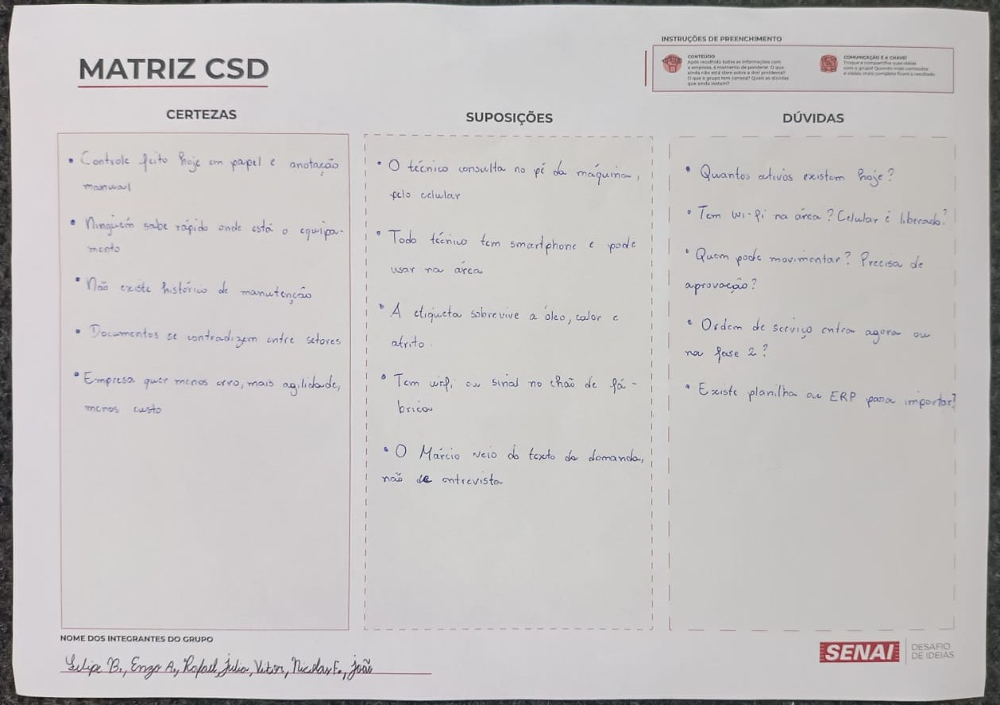 INSTRUÇÕES DE PREENCHIMENTO
MATRIZ CSD
CONTEÚDO
Após recolhido todas as informações com
a empresa, é momento de ponderar! O que
ainda não está claro sobre a dor/ problema?
O que o grupo tem certeza? Quais as dúvidas
que ainda restam?
COMUNICAÇÃO É A CHAVE!
Troque e compartilhe suas ideias
com o grupo! Quanto mais conteúdos
e visões, mais completo ficará o resultado.
CERTEZAS
• Controle feito hoje em papel e anotação
manual
• Ninguém sabe rápido onde está o equipa-
mento
• Não existe histórico de manutenção
• Documentos se contradizem entre setores
• Empresa quer menos erro, mais agilidade,
menos custo
SUPOSIÇÕES
• O técnico consulta no pé da máquina,
pelo celular
• Todo técnico tem smartphone e pode
usar na área
• A etiqueta sobrevive a óleo, calor e
atrito.
• Tem wifi ou sinal no chão de fá-
brica
• O Márcio veio do texto da demanda,
não de entrevista
DÚVIDAS
• Quantos ativos existem hoje?
• Tem wi-fi na área? Celular é liberado?
• Quem pode movimentar? Precisa de
aprovação?
• Ordem de serviço entra agora ou
na fase 2?
• Existe planilha ou ERP para importar?
NOME DOS INTEGRANTES DO GRUPO
Felipe B., Enzo A., Rafael, Júlia, Vitor, Nicolas F., João
SENAI
DESAFIO
DE IDEIAS